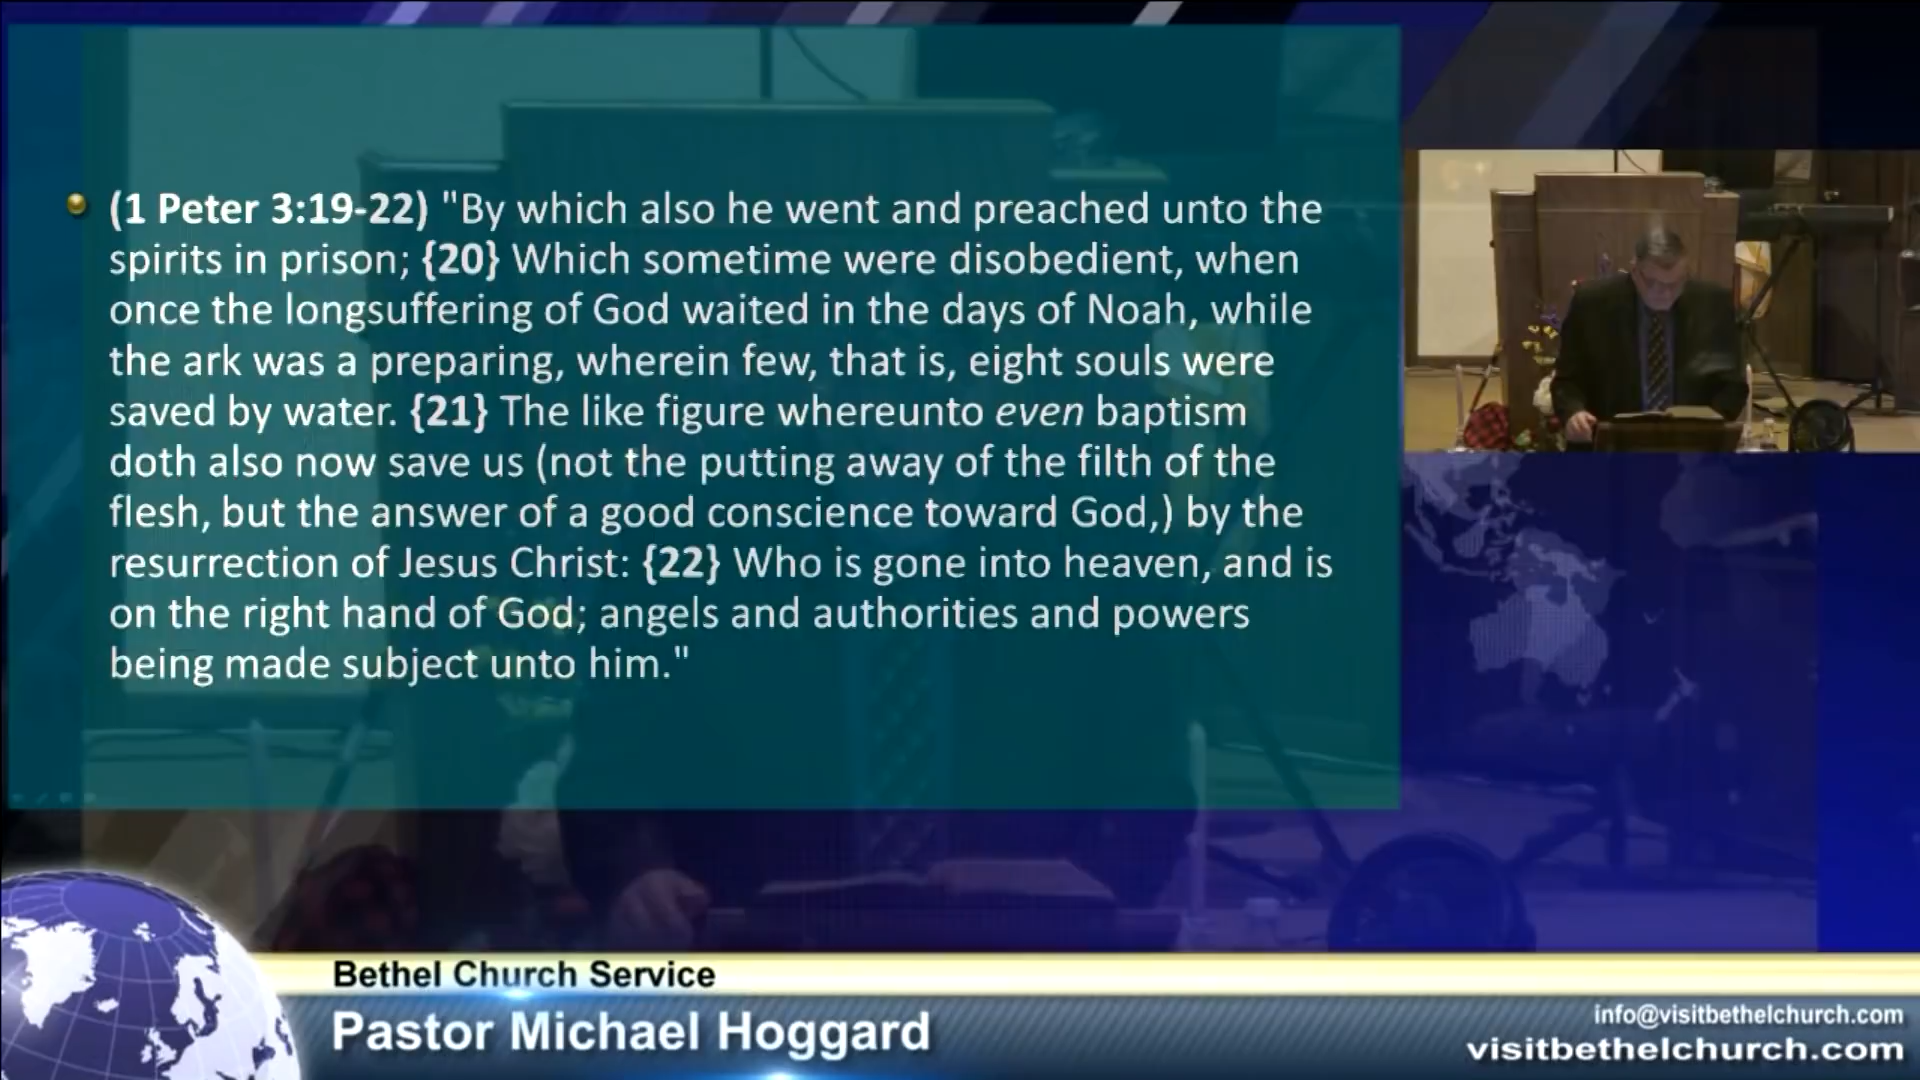 (1 Peter 3:19-22) "By which also he went and preached unto the
spirits in prison; {20} Which sometime were disobedient, when
once the longsuffering of God waited in the days of Noah, while
the ark was a preparing, wherein few, that is, eight souls were
saved by water. {21} The like figure whereunto even baptism
doth also now save us (not the putting away of the filth of the
flesh, but the answer of a good conscience toward God,) by the
resurrection of Jesus Christ: {22} Who is gone into heaven, and is
on the right hand of God; angels and authorities and powers
being made subject unto him."
Bethel Church Service
Pastor Michael Hoggard
info@visitbethelchurch.com
visitbethelchurch.com